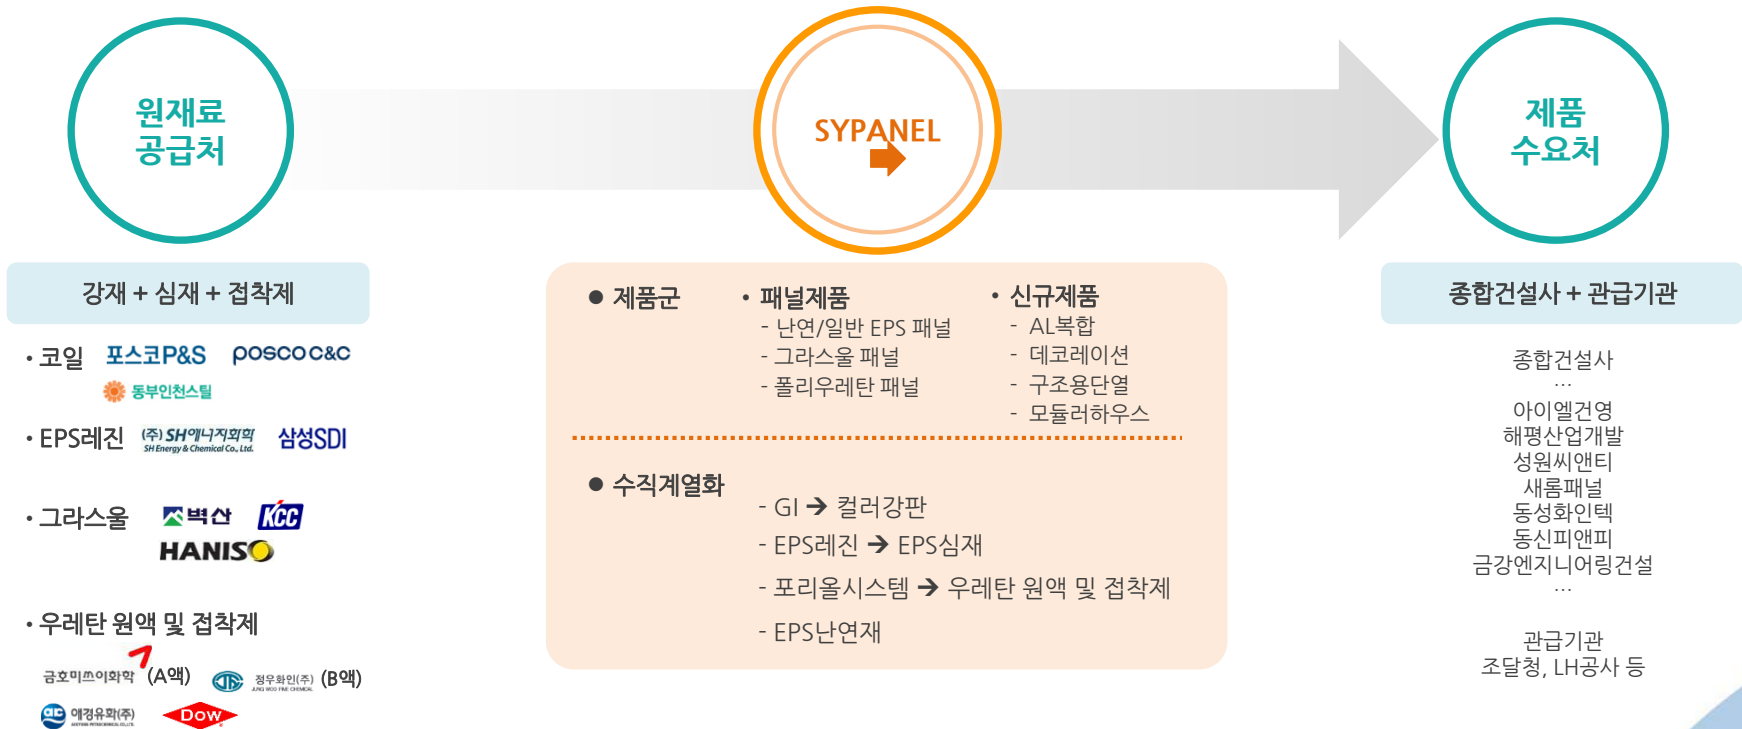 원재료
공급처
SYPANEL
제품
수요처
강재 + 심재 + 접착제
• 코일 포스코P&S posco C&C
동부인천스틸
• EPS레진 (주)SH에너지화학 삼성SDI
SH Energy & Chemical Co., Ltd.
• 그라스울 벽산 KCC
HANISO
• 우레탄 원액 및 접착제
금호미쓰이화학 (A액) 정우화인(주) (B액)
JUNG WOO FINE CHEMICAL
애경유화(주) Dow
● 제품군
• 패널제품
- 난연/일반 EPS 패널
- 그라스울 패널
- 폴리우레탄 패널
• 신규제품
- AL복합
- 데코레이션
- 구조용단열
- 모듈러하우스
● 수직계열화
- GI ➔ 컬러강판
- EPS레진 ➔ EPS심재
- 포리올시스템 ➔ 우레탄 원액 및 접착제
- EPS난연재
종합건설사 + 관급기관
종합건설사
…
아이엘건영
해평산업개발
성원씨앤티
새롬패널
동성화인텍
동신피앤피
금강엔지니어링건설
…
관급기관
조달청, LH공사 등